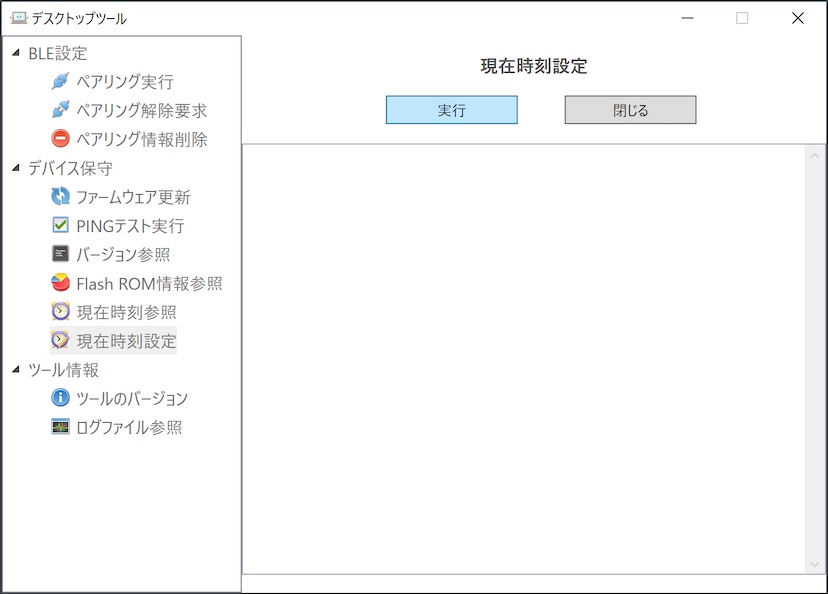 デスクトップツール
BLE設定
ペアリング実行
ペアリング解除要求
ペアリング情報削除
デバイス保守
ファームウェア更新
PINGテスト実行
バージョン参照
Flash ROM情報参照
現在時刻参照
現在時刻設定
ツール情報
ツールのバージョン
ログファイル参照
現在時刻設定
実行 閉じる